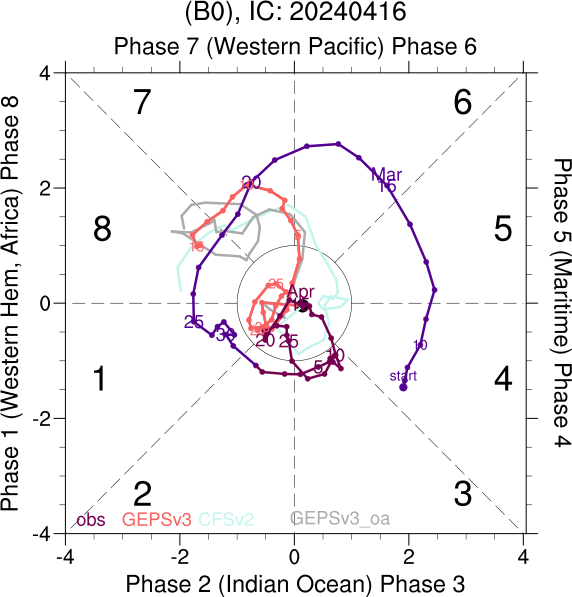 (B0), IC: 20240416
Phase 7 (Western Pacific) Phase 6
Phase 1 (Western Hem, Africa) Phase 8
4
2
0
-2
-4
7
6
8
5
1
4
2
3
20
Mar
15
25
Apr
20
25
5
10
10
start
obs
GEPSv3
CFSv2
GEPSv3_oa
-4
-2
0
2
4
Phase 2 (Indian Ocean) Phase 3
Phase 5 (Maritime) Phase 4